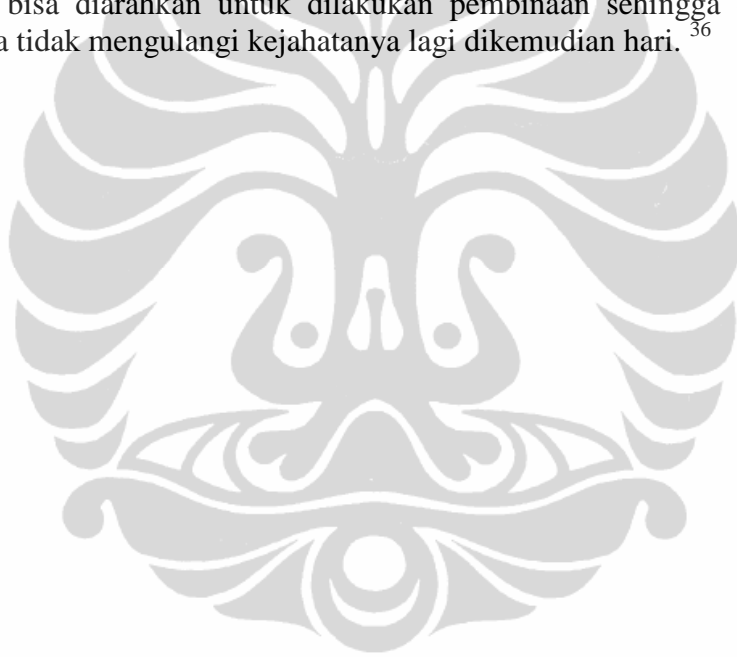 bisa diarahkan untuk dilakukan pembinaan sehingga
a tidak mengulangi kejahatanya lagi dikemudian hari. 36